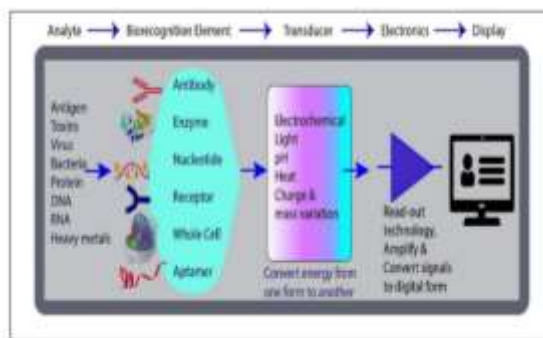 Analyte Biorecognition Element Transducer Electronics Display
Antigen
Toxins
Virus
Bacteria
Protein
DNA
RNA
Heavy metals
Antibody
Enzyme
Nucleotide
Receptor
Whole Cell
Aptamer
Electrochemical
Light
pH
Heat
Charge &
mass variation
Convert energy from
one form to another
Read-out
technology,
Amplify &
Convert signals
to digital form